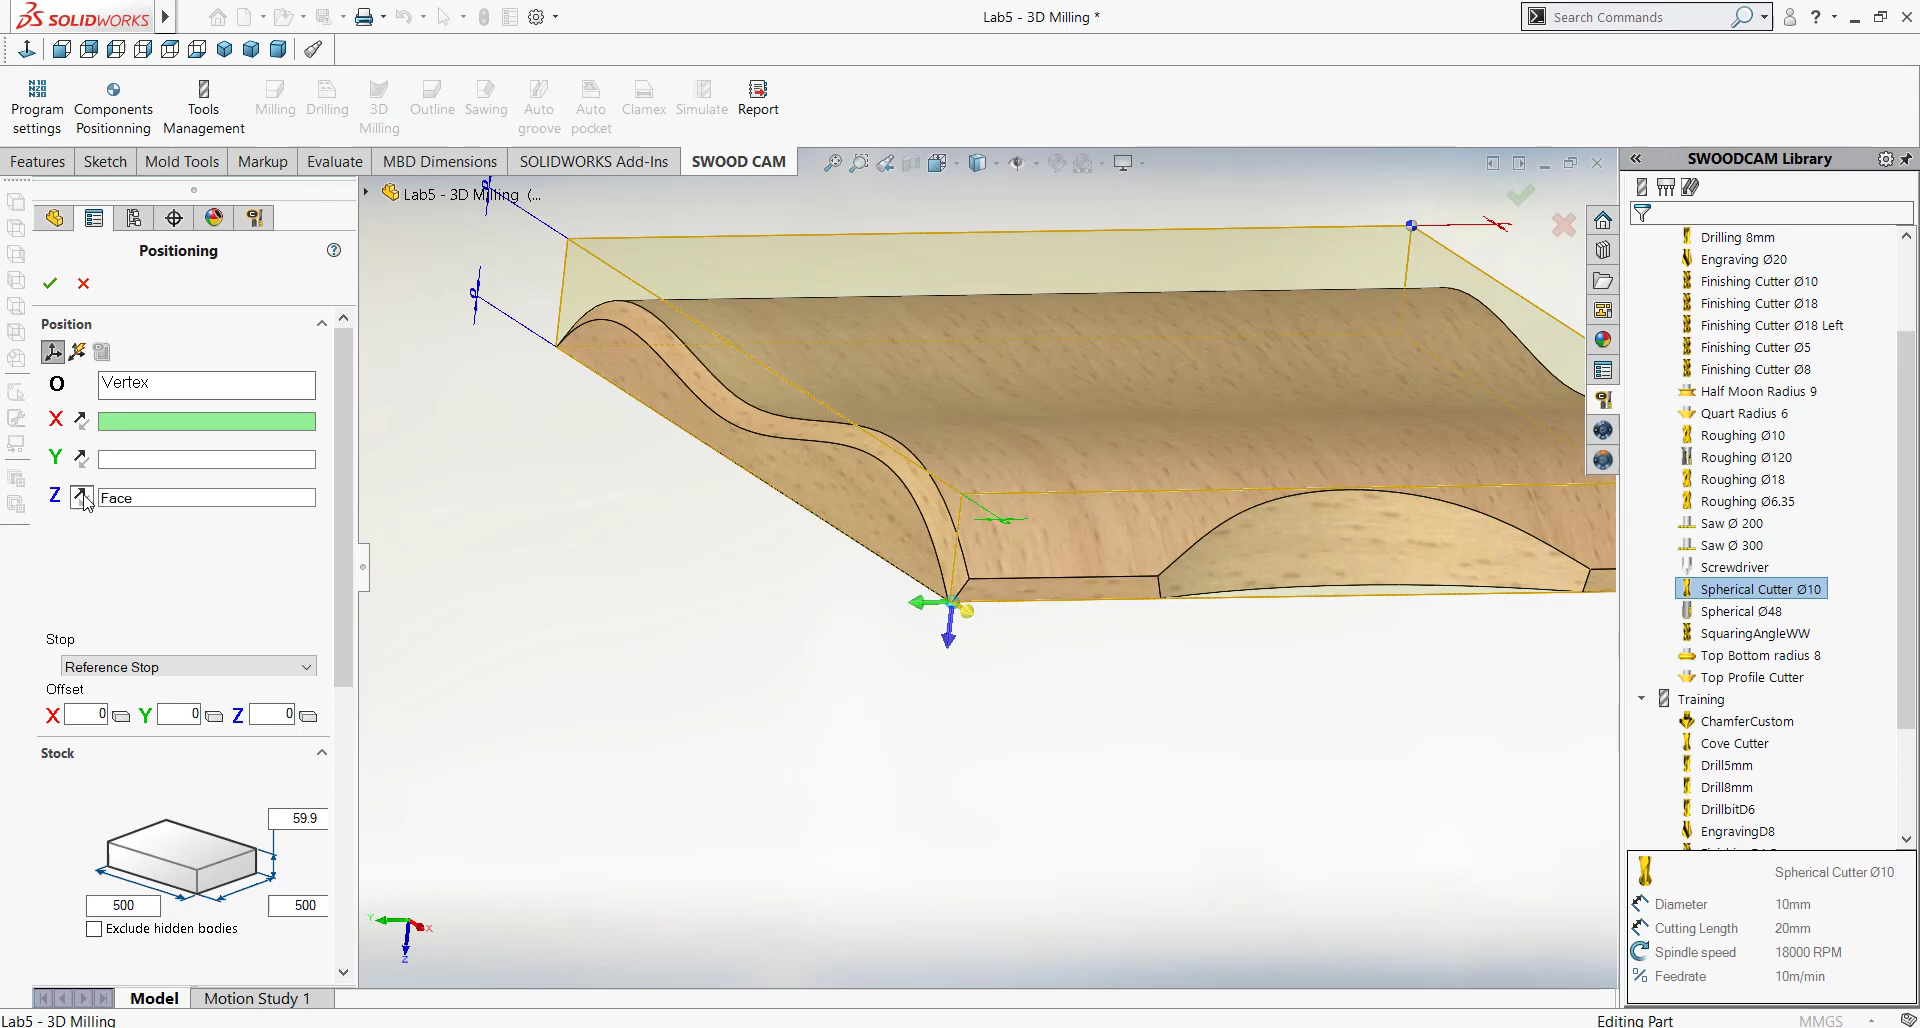 SOLIDWORKS
Lab5 - 3D Milling *
Search Commands
?
Program settings
Components Positionning
Tools Management
Milling
Drilling
3D Milling
Outline
Sawing
Auto groove
Auto pocket
Clamex
Simulate
Report
Features
Sketch
Mold Tools
Markup
Evaluate
MBD Dimensions
SOLIDWORKS Add-Ins
SWOOD CAM
Lab5 - 3D Milling (...
Positioning
Position
O
Vertex
X
Y
Z
Face
Stop
Reference Stop
Offset
X 0 Y 0 Z 0
Stock
59.9
500
500
Exclude hidden bodies
Y
X
Z
SWOODCAM Library
Drilling 8mm
Engraving Ø20
Finishing Cutter Ø10
Finishing Cutter Ø18
Finishing Cutter Ø18 Left
Finishing Cutter Ø5
Finishing Cutter Ø8
Half Moon Radius 9
Quart Radius 6
Roughing Ø10
Roughing Ø120
Roughing Ø18
Roughing Ø6.35
Saw Ø 200
Saw Ø 300
Screwdriver
Spherical Cutter Ø10
Spherical Ø48
SquaringAngleWW
Top Bottom radius 8
Top Profile Cutter
Training
ChamferCustom
Cove Cutter
Drill5mm
Drill8mm
DrillbitD6
EngravingD8
Spherical Cutter Ø10
Diameter 10mm
Cutting Length 20mm
Spindle speed 18000 RPM
Feedrate 10m/min
Model
Motion Study 1
Lab5 - 3D Milling
Editing Part
MMGS